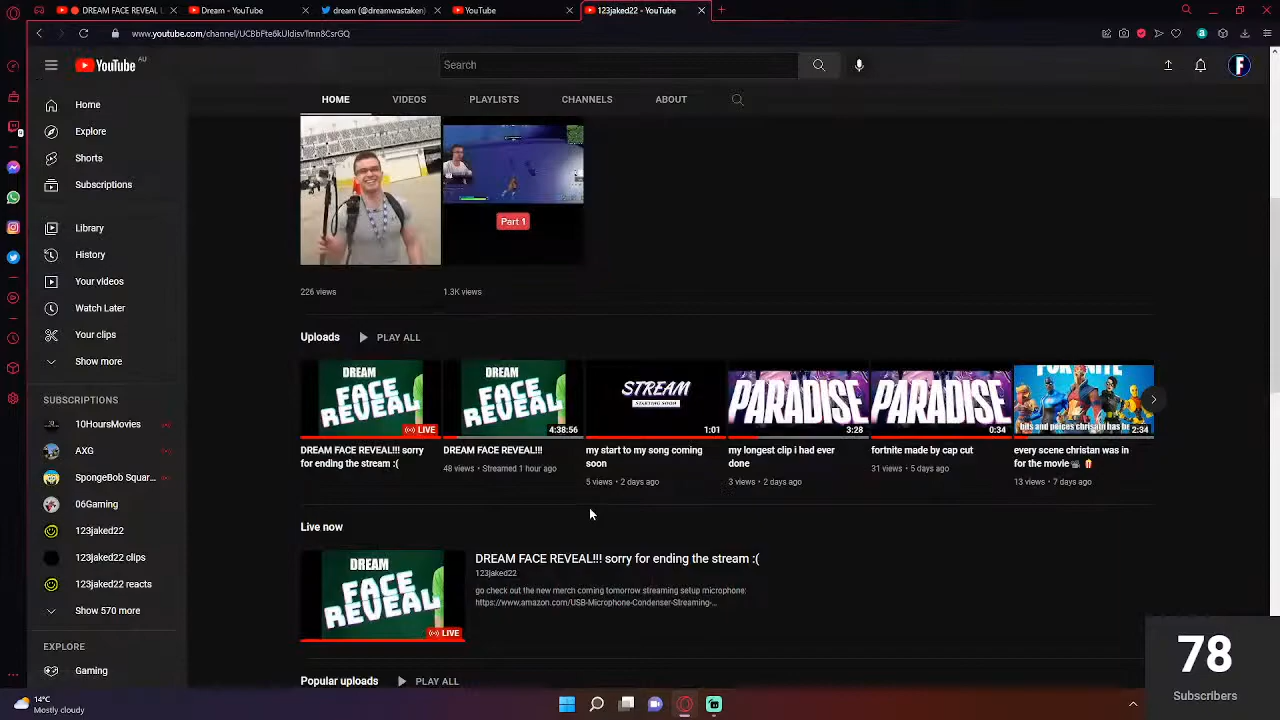 DREAM FACE REVEAL L
Dream - YouTube
dream (@dreamwastaken)
YouTube
123jaked22 - YouTube
YouTube AU
Search
Home
Explore
Shorts
Subscriptions
Library
History
Your videos
Watch Later
Your clips
Show more
SUBSCRIPTIONS
10HoursMovies
AXG
SpongeBob Squar...
06Gaming
123jaked22
123jaked22 clips
123jaked22 reacts
Show 570 more
EXPLORE
Gaming
HOME VIDEOS PLAYLISTS CHANNELS ABOUT
Part 1
226 views
1.3K views
Uploads PLAY ALL
DREAM
FACE
REVEAL
LIVE
DREAM FACE REVEAL!!! sorry
for ending the stream :(
DREAM
FACE
REVEAL
4:38:56
DREAM FACE REVEAL!!!
48 views • Streamed 1 hour ago
STREAM
STARTING SOON
1:01
my start to my song coming
soon
5 views • 2 days ago
PARADISE
3:28
my longest clip i had ever
done
3 views • 2 days ago
PARADISE
0:34
fortnite made by cap cut
31 views • 5 days ago
FORTNITE
2:34
every scene christan was in
for the movie 📽 🎁
13 views • 7 days ago
Live now
DREAM
FACE
REVEAL
LIVE
DREAM FACE REVEAL!!! sorry for ending the stream :(
123jaked22
go check out the new merch coming tomorrow streaming setup microphone:
https://www.amazon.com/USB-Microphone-Condenser-Streaming-...
Popular uploads PLAY ALL
78
Subscribers
14°C
Mostly cloudy